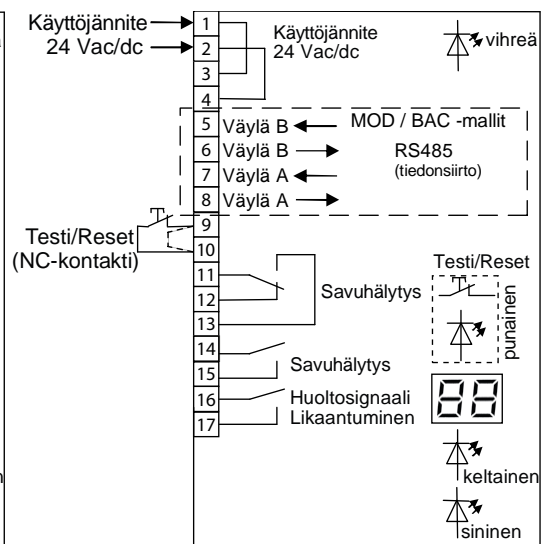 Käyttöjännite
24 Vac/dc
1
2
3
4
5
6
7
8
9
10
11
12
13
14
15
16
17
Käyttöjännite
24 Vac/dc
vihreä
Väylä B
MOD / BAC -mallit
Väylä B
RS485
(tiedonsiirto)
Väylä A
Väylä A
Testi/Reset
(NC-kontakti)
Savuhälytys
Testi/Reset
punainen
Savuhälytys
Huoltosignaali
Likaantuminen
88
keltainen
sininen